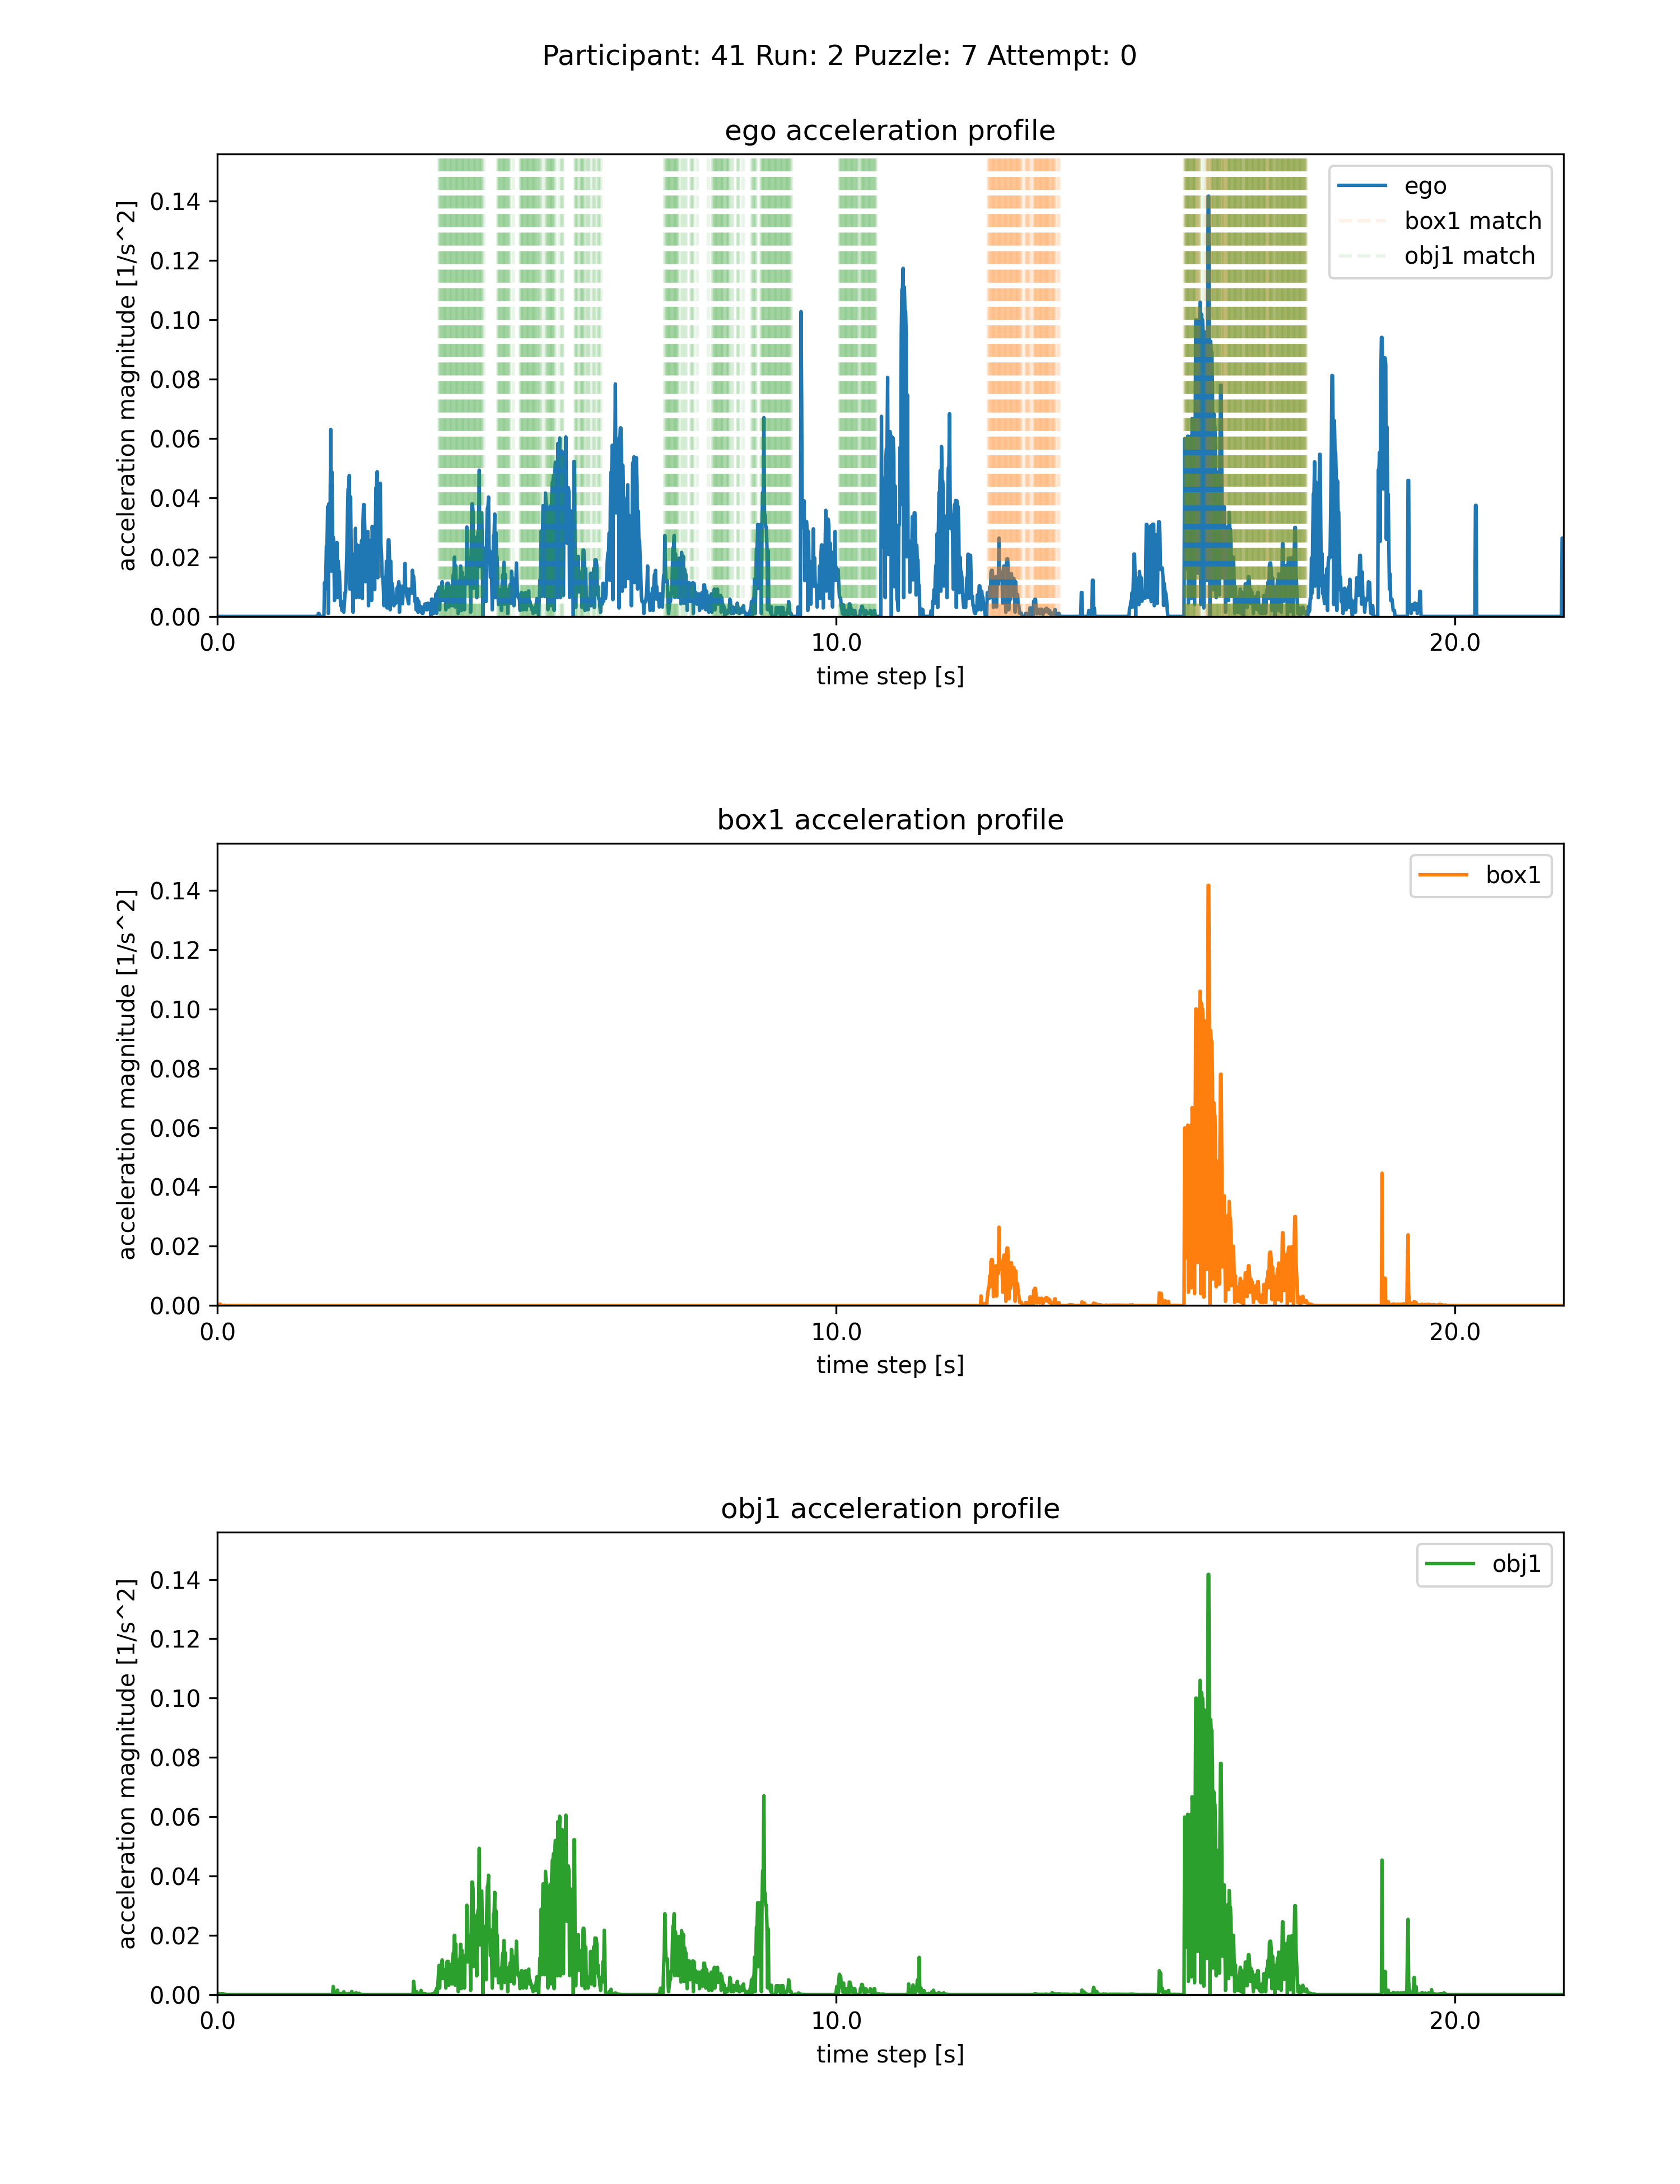 Participant: 41 Run: 2 Puzzle: 7 Attempt: 0
ego acceleration profile
acceleration magnitude [1/s^2]
0.14
0.12
0.10
0.08
0.06
0.04
0.02
0.00
ego
box1 match
obj1 match
0.0
10.0
20.0
time step [s]
box1 acceleration profile
acceleration magnitude [1/s^2]
0.14
0.12
0.10
0.08
0.06
0.04
0.02
0.00
box1
0.0
10.0
20.0
time step [s]
obj1 acceleration profile
acceleration magnitude [1/s^2]
0.14
0.12
0.10
0.08
0.06
0.04
0.02
0.00
obj1
0.0
10.0
20.0
time step [s]